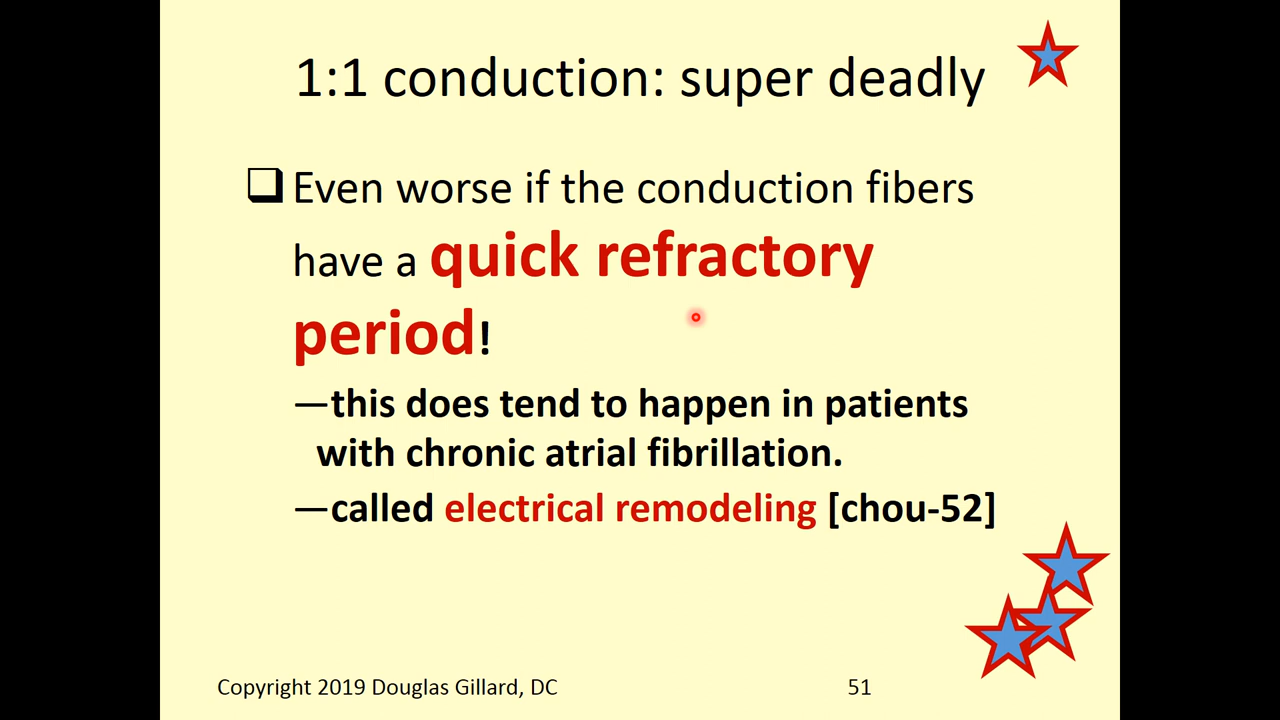 1:1 conduction: super deadly
Even worse if the conduction fibers
have a quick refractory
period!
—this does tend to happen in patients
with chronic atrial fibrillation.
—called electrical remodeling [chou-52]
Copyright 2019 Douglas Gillard, DC 51